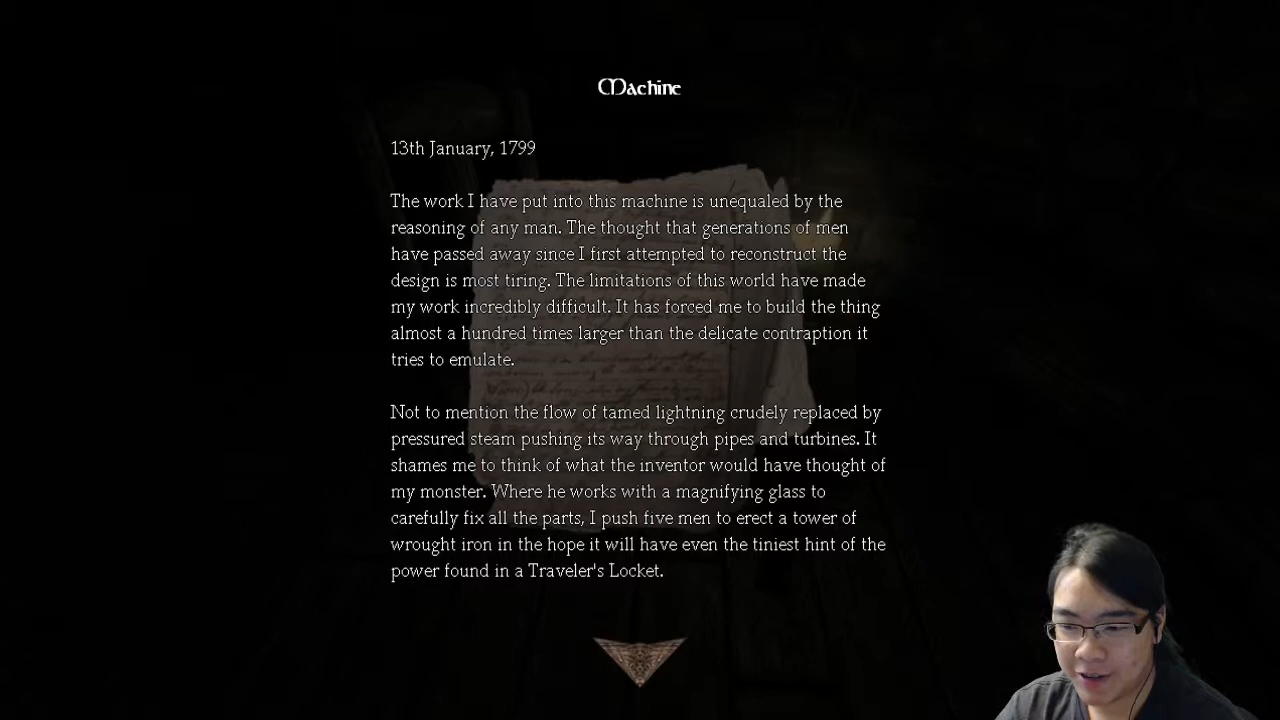 Machine
13th January, 1799
The work I have put into this machine is unequaled by the
reasoning of any man. The thought that generations of men
have passed away since I first attempted to reconstruct the
design is most tiring. The limitations of this world have made
my work incredibly difficult. It has forced me to build the thing
almost a hundred times larger than the delicate contraption it
tries to emulate.
Not to mention the flow of tamed lightning crudely replaced by
pressured steam pushing its way through pipes and turbines. It
shames me to think of what the inventor would have thought of
my monster. Where he works with a magnifying glass to
carefully fix all the parts, I push five men to erect a tower of
wrought iron in the hope it will have even the tiniest hint of the
power found in a Traveler's Locket.